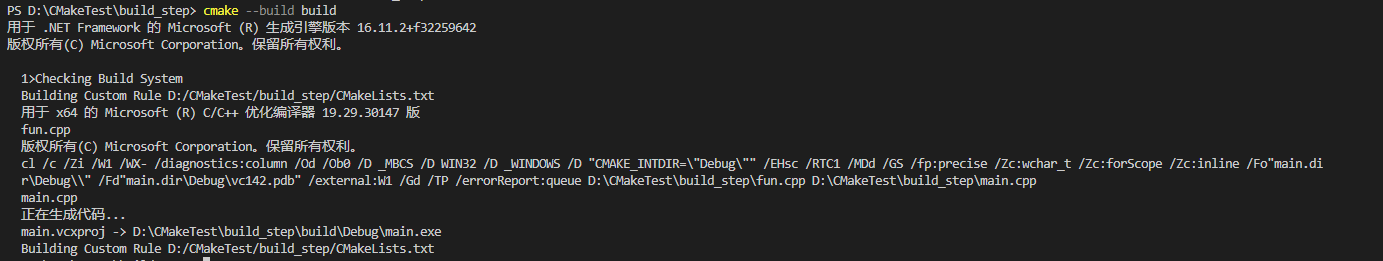 PS D:\CMakeTest\build_step> cmake --build build
用于 .NET Framework 的 Microsoft (R) 生成引擎版本 16.11.2+f32259642
版权所有(C) Microsoft Corporation。保留所有权利。
1>Checking Build System
Building Custom Rule D:/CMakeTest/build_step/CMakeLists.txt
用于 x64 的 Microsoft (R) C/C++ 优化编译器 19.29.30147 版
fun.cpp
版权所有(C) Microsoft Corporation。保留所有权利。
cl /c /Zi /W1 /WX- /diagnostics:column /Od /Ob0 /D _MBCS /D WIN32 /D _WINDOWS /D "CMAKE_INTDIR=\"Debug\"" /EHsc /RTC1 /MDd /GS /fp:precise /Zc:wchar_t /Zc:forScope /Zc:inline /Fo"main.di
r\Debug\\" /Fd"main.dir\Debug\vc142.pdb" /external:W1 /Gd /TP /errorReport:queue D:\CMakeTest\build_step\fun.cpp D:\CMakeTest\build_step\main.cpp
main.cpp
正在生成代码...
main.vcxproj -> D:\CMakeTest\build_step\build\Debug\main.exe
Building Custom Rule D:/CMakeTest/build_step/CMakeLists.txt